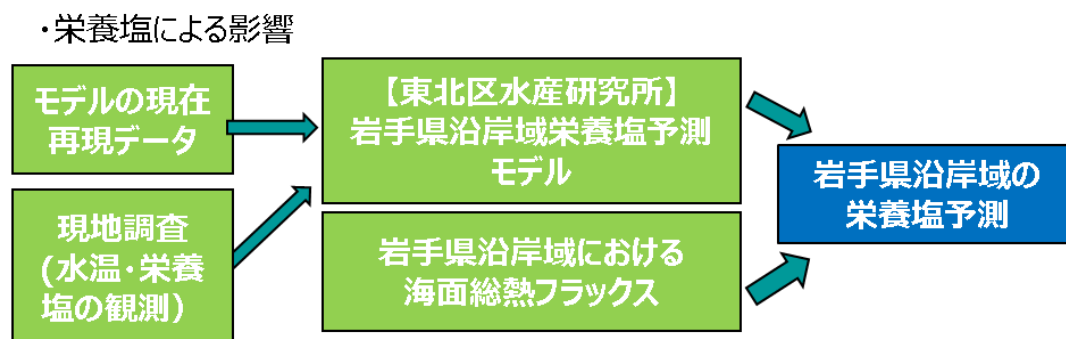 ・栄養塩による影響
モデルの現在
再現データ
【東北区水産研究所】
岩手県沿岸域栄養塩予測
モデル
岩手県沿岸域の
栄養塩予測
現地調査
(水温・栄養
塩の観測）
岩手県沿岸域における
海面総熱フラックス